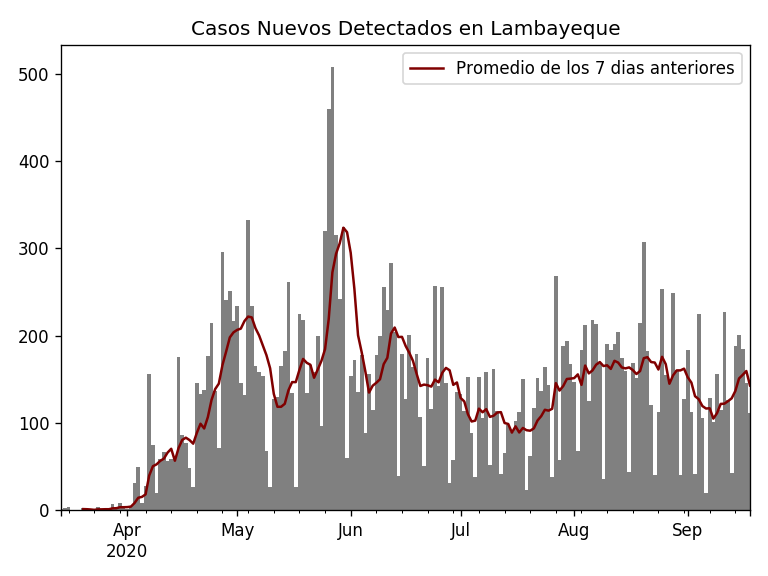 Casos Nuevos Detectados en Lambayeque
Promedio de los 7 dias anteriores
500
400
300
200
100
0
Apr
2020
May
Jun
Jul
Aug
Sep